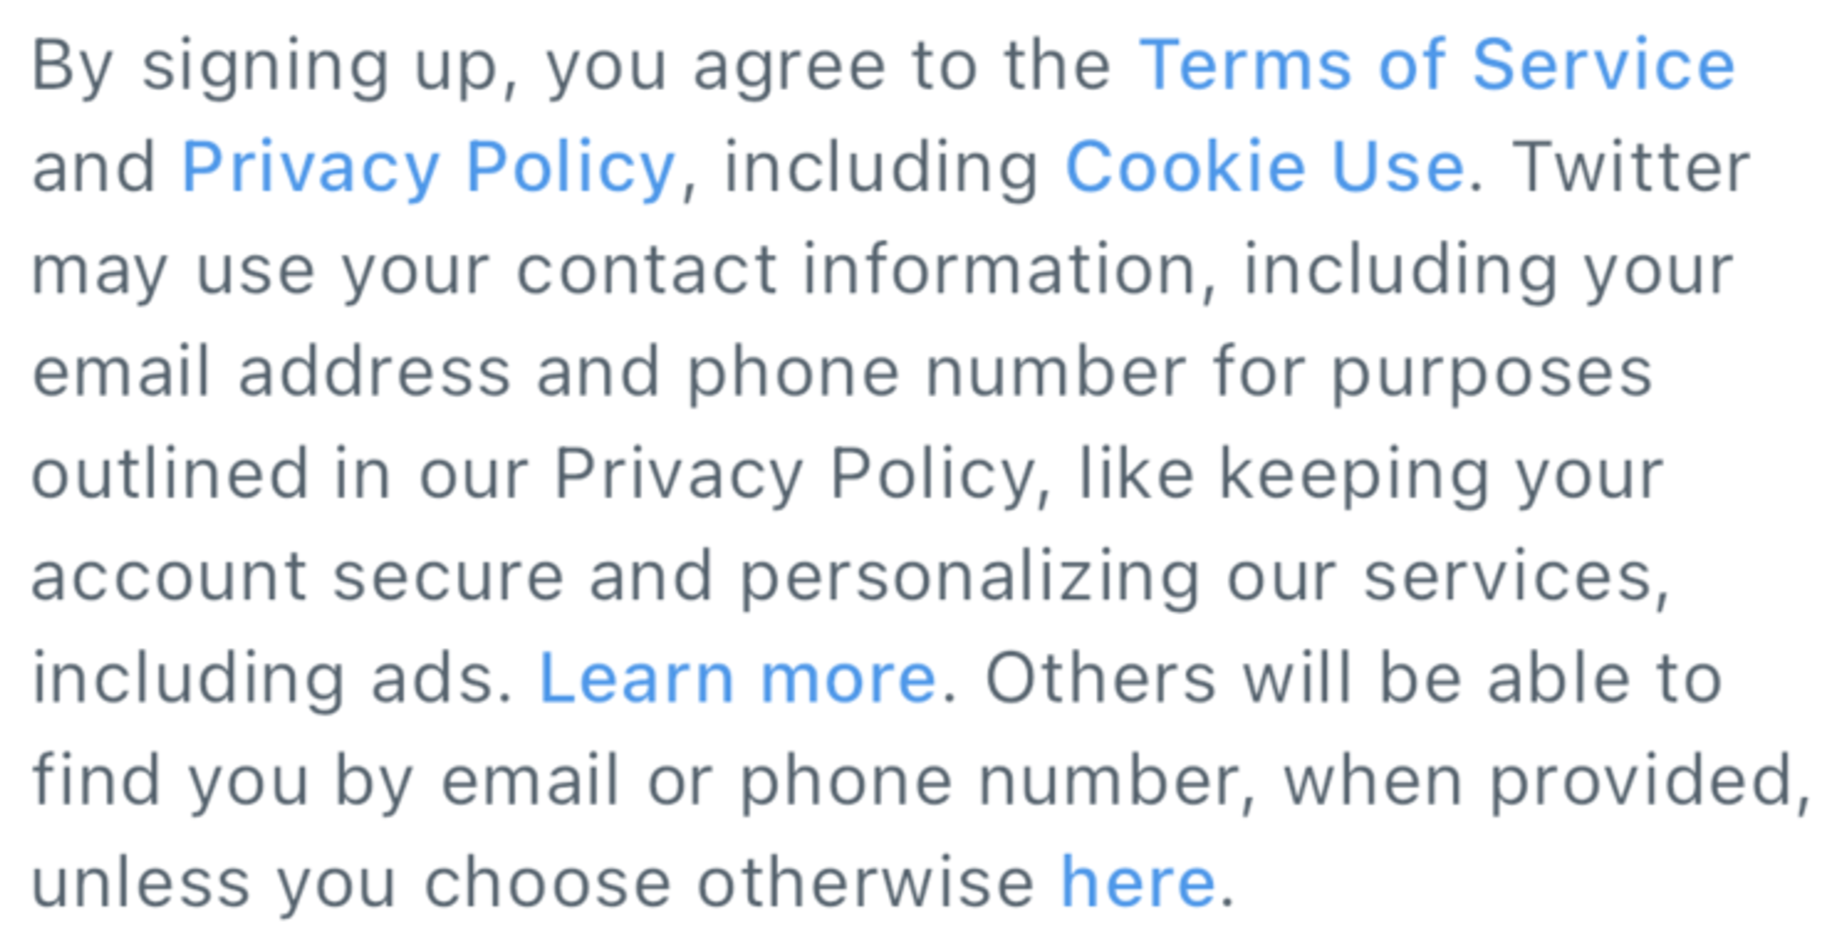 By signing up, you agree to the Terms of Service
and Privacy Policy, including Cookie Use. Twitter
may use your contact information, including your
email address and phone number for purposes
outlined in our Privacy Policy, like keeping your
account secure and personalizing our services,
including ads. Learn more. Others will be able to
find you by email or phone number, when provided,
unless you choose otherwise here.